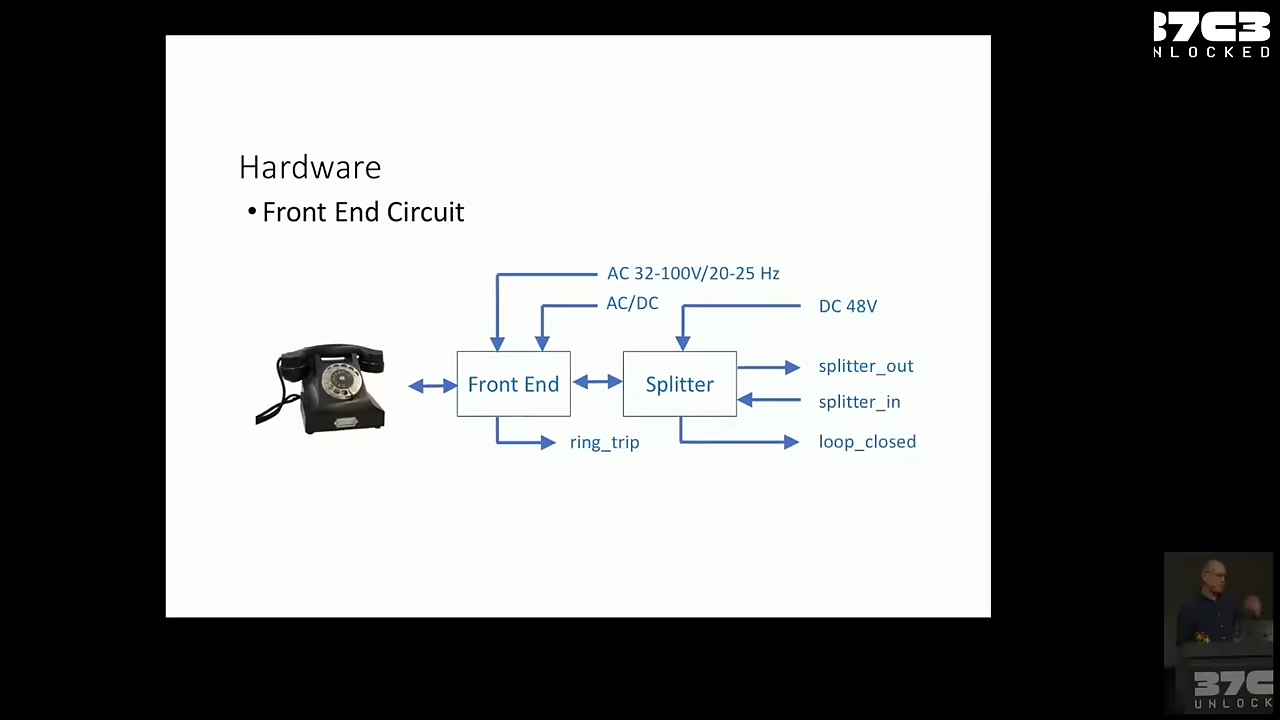 37C3
NLOCKED
Hardware
• Front End Circuit
AC 32-100V/20-25 Hz
AC/DC
DC 48V
Front End
Splitter
splitter_out
splitter_in
ring_trip
loop_closed
37C
UNLOCK